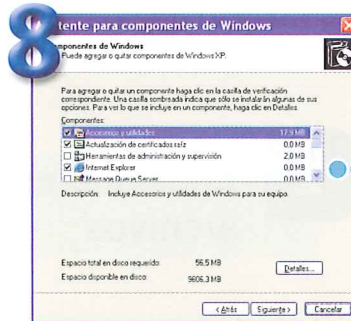 8
tente para componentes de Windows
mponentes de Windows
Puede agregar o quitar componentes de Windows XP.
Para agregar o quitar un componente haga clic en la casilla de verificación
correspondiente. Una casilla sombreada indica que sólo se instalarán algunas de sus
opciones. Para ver lo que se incluye en un componente, haga clic en Detalles.
Componentes:
Accesorios y utilidades 17,9 MB
Actualización de certificados raíz 0,0 MB
Herramientas de administración y supervisión 2,0 MB
Internet Explorer 0,0 MB
Message Queue Server 0,0 MB
Descripción: Incluye Accesorios y utilidades de Windows para su equipo.
Espacio total en disco requerido: 56,5 MB
Espacio disponible en disco: 9606,3 MB
Detalles...
< Atrás Siguiente > Cancelar